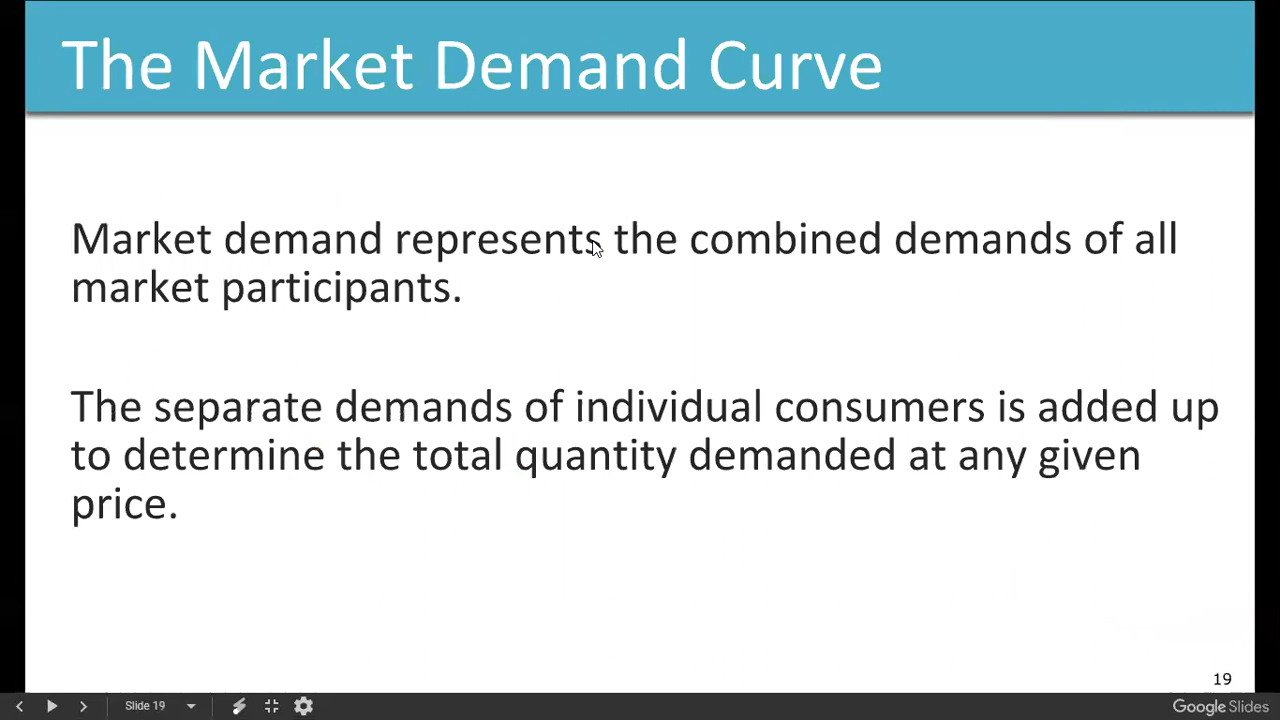 The Market Demand Curve
Market demand represents the combined demands of all
market participants.
The separate demands of individual consumers is added up
to determine the total quantity demanded at any given
price.
19
Slide 19
Google Slides